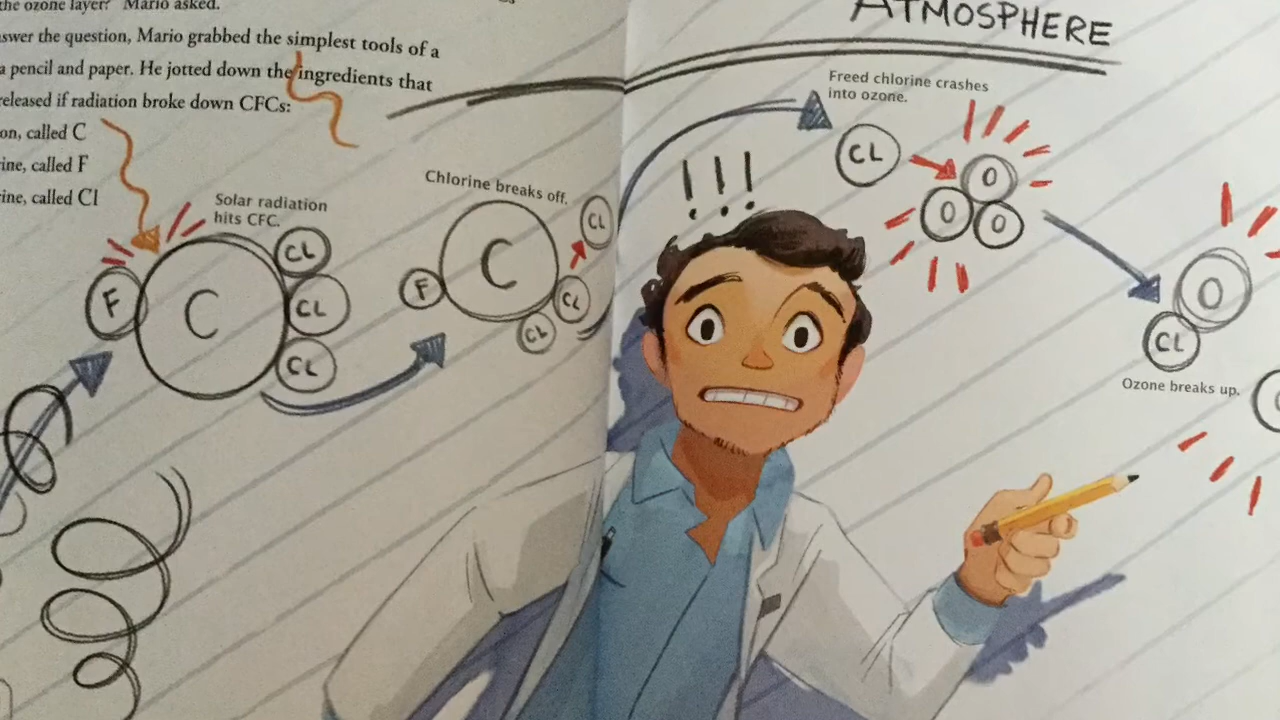 the ozone layer?" Mario asked.
swer the question, Mario grabbed the simplest tools of a
a pencil and paper. He jotted down the ingredients that
released if radiation broke down CFCs:
on, called C
ine, called F
rine, called Cl
Solar radiation
hits CFC.
F
C
CL
CL
CL
Chlorine breaks off.
F
C
CL
CL
CL
!!!
ATMOSPHERE
Freed chlorine crashes
into ozone.
CL
O
O
O
O
CL
Ozone breaks up.